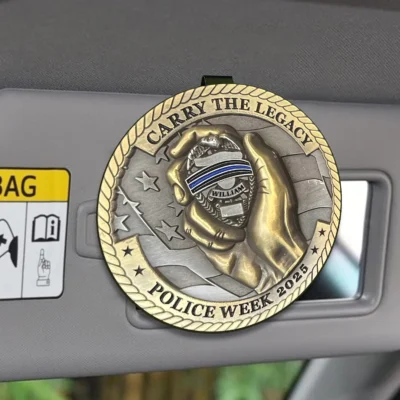 CARRY THE LEGACY
BAG
WILLIAM
POLICE WEEK 2025